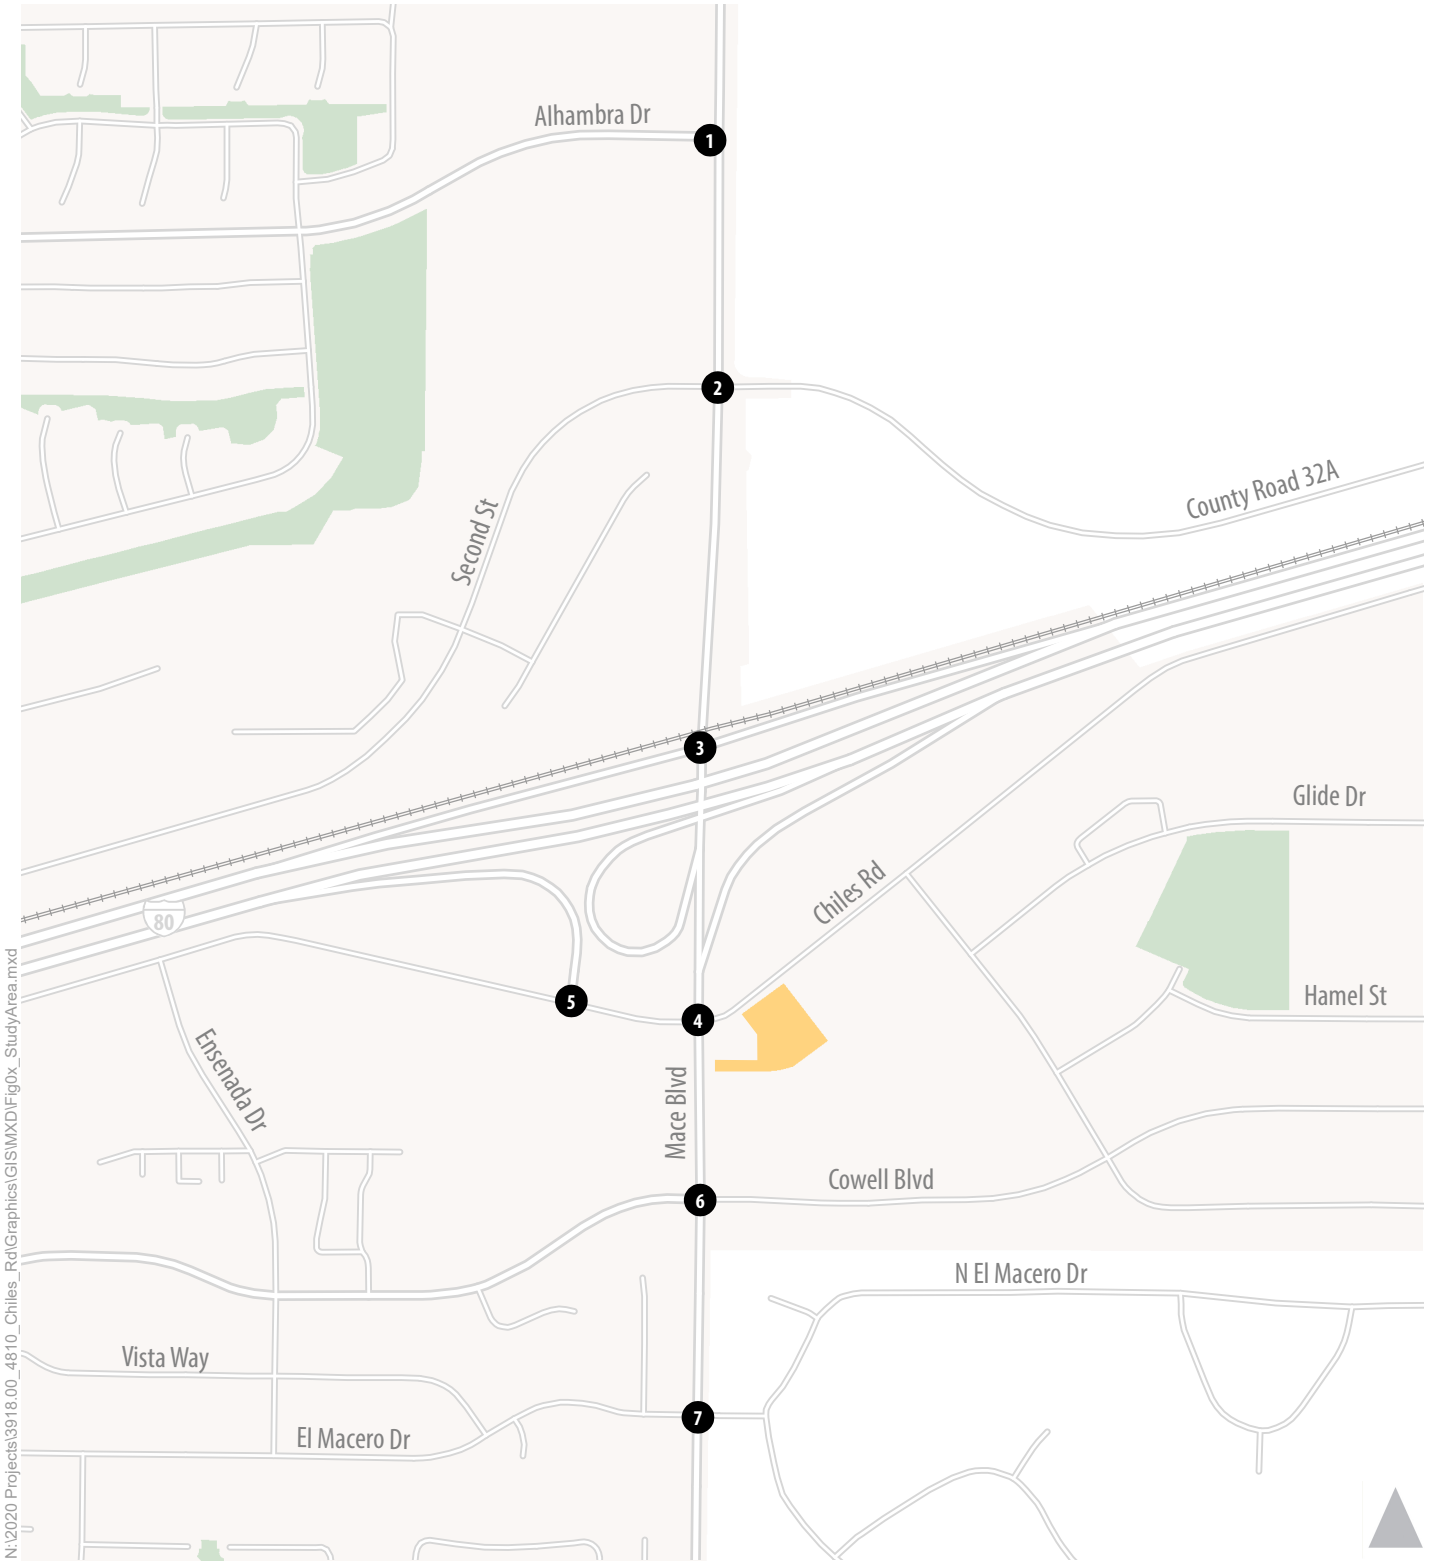 Alhambra Dr
1
2
County Road 32A
Second St
3
Glide Dr
Chiles Rd
80
5
4
Hamel St
Ensenada Dr
Mace Blvd
Cowell Blvd
6
N El Macero Dr
Vista Way
7
El Macero Dr
N:\2020 Projects\3918.00_4810_Chiles_Rd\Graphics\GIS\MXD\Fig0x_StudyArea.mxd